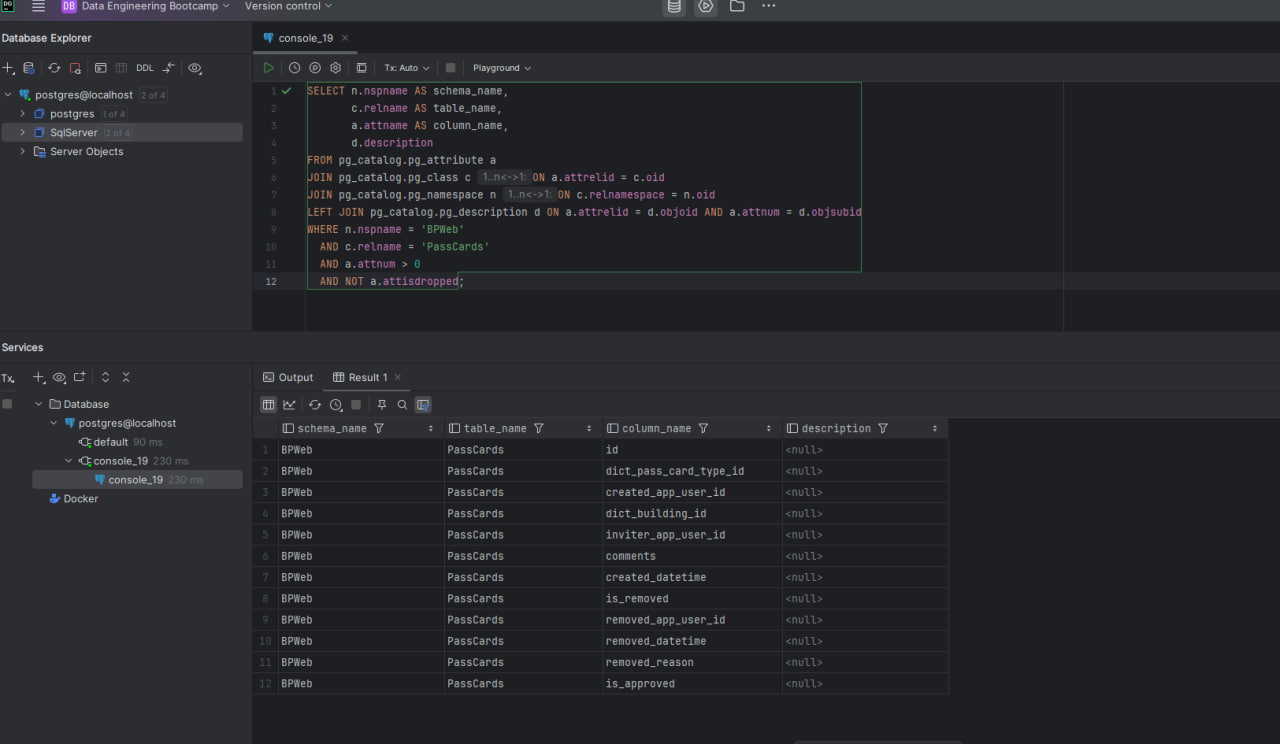 DB Data Engineering Bootcamp Version control
Database Explorer
console_19
DDL
Tx: Auto
Playground
postgres@localhost 2 of 4
postgres 1 of 4
SqlServer 2 of 4
Server Objects
1 SELECT n.nspname AS schema_name,
2 c.relname AS table_name,
3 a.attname AS column_name,
4 d.description
5 FROM pg_catalog.pg_attribute a
6 JOIN pg_catalog.pg_class c 1..n<->1: ON a.attrelid = c.oid
7 JOIN pg_catalog.pg_namespace n 1..n<->1: ON c.relnamespace = n.oid
8 LEFT JOIN pg_catalog.pg_description d ON a.attrelid = d.objoid AND a.attnum = d.objsubid
9 WHERE n.nspname = 'BPWeb'
10 AND c.relname = 'PassCards'
11 AND a.attnum > 0
12 AND NOT a.attisdropped;
Services
Tx
Database
postgres@localhost
default 90 ms
console_19 230 ms
console_19 230 ms
Docker
Output Result 1
schema_name table_name column_name description
1 BPWeb PassCards id <null>
2 BPWeb PassCards dict_pass_card_type_id <null>
3 BPWeb PassCards created_app_user_id <null>
4 BPWeb PassCards dict_building_id <null>
5 BPWeb PassCards inviter_app_user_id <null>
6 BPWeb PassCards comments <null>
7 BPWeb PassCards created_datetime <null>
8 BPWeb PassCards is_removed <null>
9 BPWeb PassCards removed_app_user_id <null>
10 BPWeb PassCards removed_datetime <null>
11 BPWeb PassCards removed_reason <null>
12 BPWeb PassCards is_approved <null>